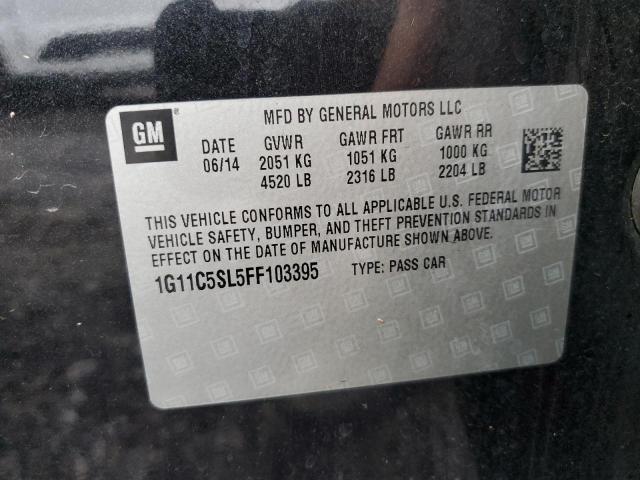 GM
MFD BY GENERAL MOTORS LLC
DATE GVWR GAWR FRT GAWR RR
06/14 2051 KG 1051 KG 1000 KG
4520 LB 2316 LB 2204 LB
THIS VEHICLE CONFORMS TO ALL APPLICABLE U.S. FEDERAL MOTOR
VEHICLE SAFETY, BUMPER, AND THEFT PREVENTION STANDARDS IN
EFFECT ON THE DATE OF MANUFACTURE SHOWN ABOVE.
1G11C5SL5FF103395 TYPE: PASS CAR